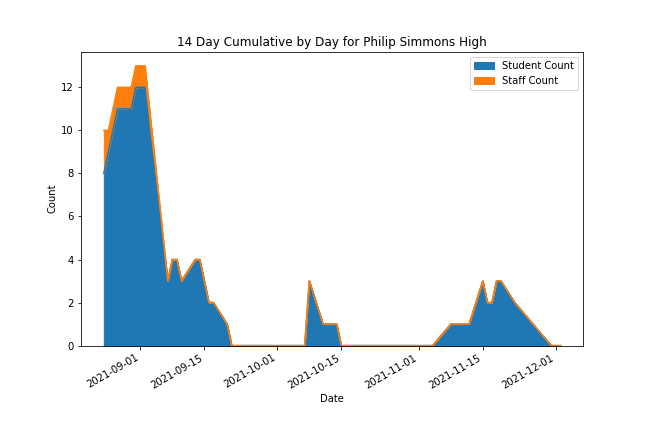 14 Day Cumulative by Day for Philip Simmons High
Student Count
Staff Count
12
10
8
6
4
2
0
Count
2021-09-01
2021-09-15
2021-10-01
2021-10-15
2021-11-01
2021-11-15
2021-12-01
Date